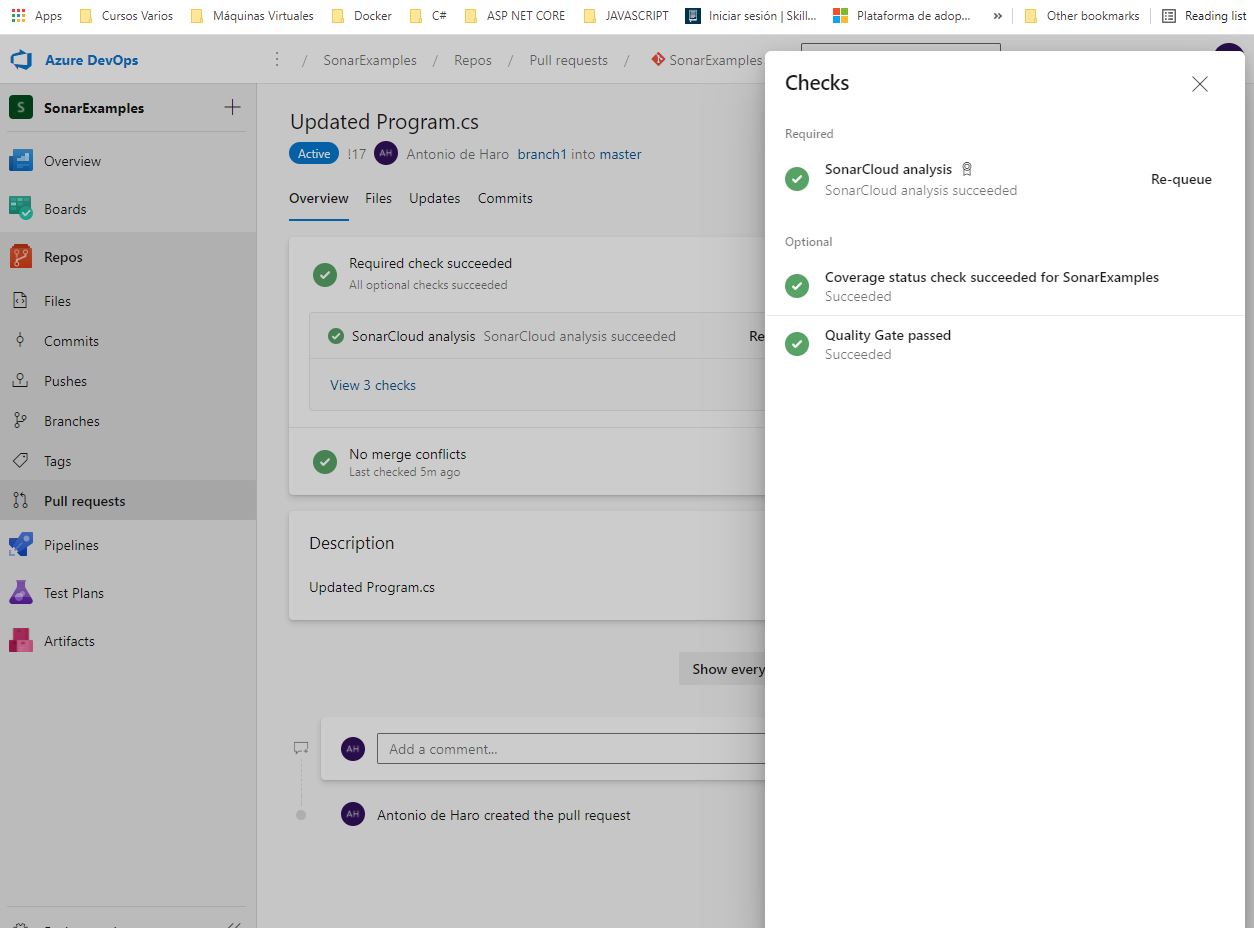 Apps Cursos Varios Máquinas Virtuales Docker C# ASP NET CORE JAVASCRIPT Iniciar sesión | Skill... Plataforma de adop... » Other bookmarks Reading list
Azure DevOps / SonarExamples / Repos / Pull requests / SonarExamples
S SonarExamples +
Overview
Boards
Repos
Files
Commits
Pushes
Branches
Tags
Pull requests
Pipelines
Test Plans
Artifacts
Updated Program.cs
Active !17 AH Antonio de Haro branch1 into master
Overview Files Updates Commits
Required check succeeded
All optional checks succeeded
SonarCloud analysis SonarCloud analysis succeeded Re
View 3 checks
No merge conflicts
Last checked 5m ago
Description
Updated Program.cs
Show every
AH Add a comment...
AH Antonio de Haro created the pull request
Checks
Required
SonarCloud analysis
SonarCloud analysis succeeded
Re-queue
Optional
Coverage status check succeeded for SonarExamples
Succeeded
Quality Gate passed
Succeeded